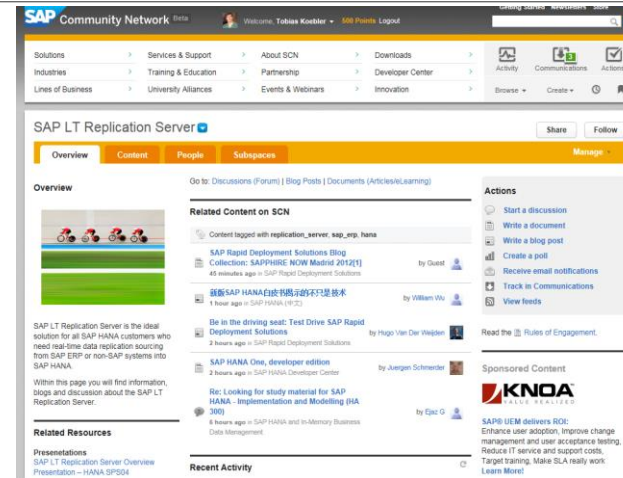 Getting Started Newsletters Store
SAP Community Network Beta
Welcome, Tobias Koebler
500 Points Logout
Solutions
Services & Support
About SCN
Downloads
Industries
Training & Education
Partnership
Developer Center
Lines of Business
University Alliances
Events & Webinars
Innovation
Activity
Communications
Actions
Browse
Create
SAP LT Replication Server
Share
Follow
Overview
Content
People
Subspaces
Manage
Overview
SAP LT Replication Server is the ideal
solution for all SAP HANA customers who
need real-time data replication sourcing
from SAP ERP or non-SAP systems into
SAP HANA.
Within this page you will find information,
blogs and discussion about the SAP LT
Replication Server.
Related Resources
Presentations
SAP LT Replication Server Overview
Presentation – HANA SPS04
Go to: Discussions (Forum) | Blog Posts | Documents (Articles/eLearning)
Related Content on SCN
Content tagged with replication_server, sap_erp, hana
SAP Rapid Deployment Solutions Blog
Collection: SAPPHIRE NOW Madrid 2012[1]
by Guest
45 minutes ago in SAP Rapid Deployment Solutions
新版SAP HANA白皮书揭示的不只是技术
by William Wu
1 hour ago in SAP HANA (中文)
Be in the driving seat: Test Drive SAP Rapid
Deployment Solutions
by Hugo Van Der Weijden
2 hours ago in SAP Rapid Deployment Solutions
SAP HANA One, developer edition
by Juergen Schmerder
2 hours ago in SAP HANA Developer Center
Re: Looking for study material for SAP
HANA - Implementation and Modelling (HA
300)
by Ejaz G
6 hours ago in SAP HANA and In-Memory Business
Data Management
Recent Activity
Actions
Start a discussion
Write a document
Write a blog post
Create a poll
Receive email notifications
Track in Communications
View feeds
Read the Rules of Engagement.
Sponsored Content
KNOA
VALUE REALIZED
SAP® UEM delivers ROI:
Enhance user adoption, Improve change
management and user acceptance testing,
Reduce IT service and support costs,
Target training, Make SLA really work
Learn More!